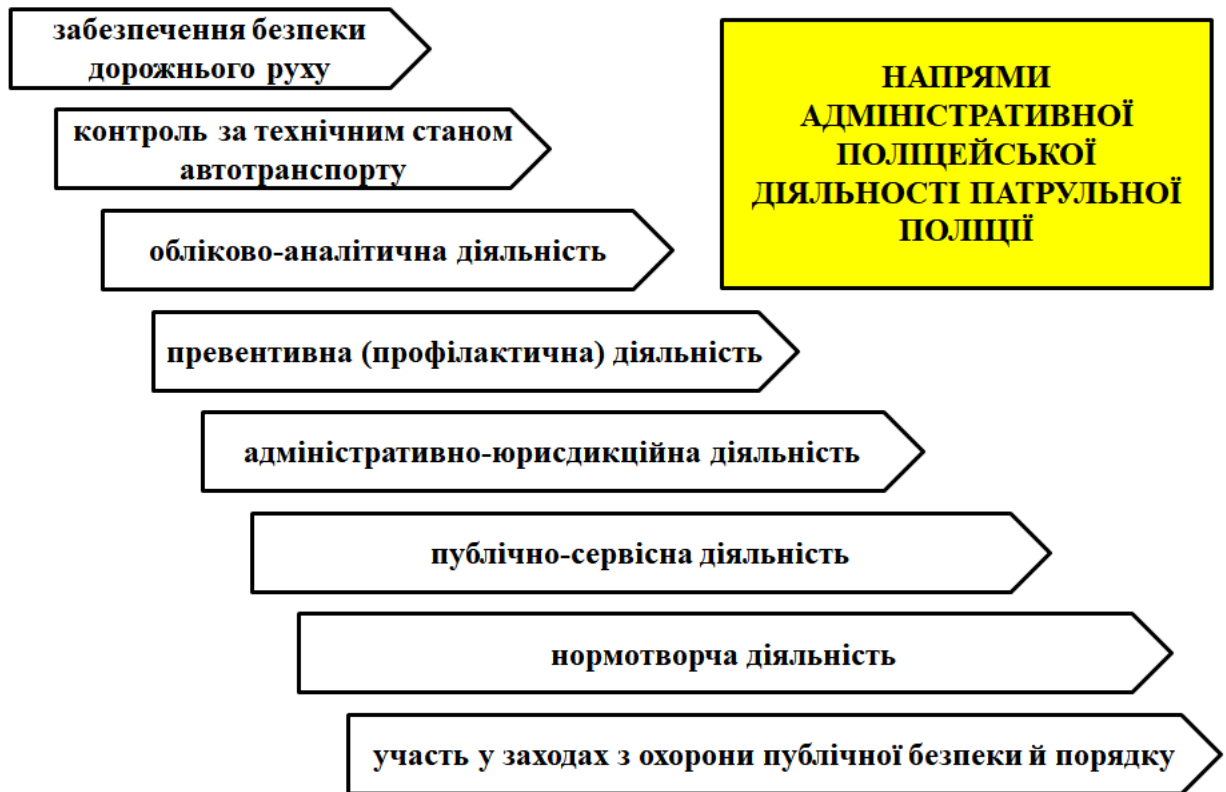 забезпечення безпеки
дорожнього руху
НАПРЯМИ
АДМІНІСТРАТИВНОЇ
ПОЛІЦЕЙСЬКОЇ
ДІЯЛЬНОСТІ ПАТРУЛЬНОЇ
ПОЛІЦІЇ
контроль за технічним станом
автотранспорту
обліково-аналітична діяльність
превентивна (профілактична) діяльність
адміністративно-юрисдикційна діяльність
публічно-сервісна діяльність
нормотворча діяльність
участь у заходах з охорони публічної безпеки й порядку